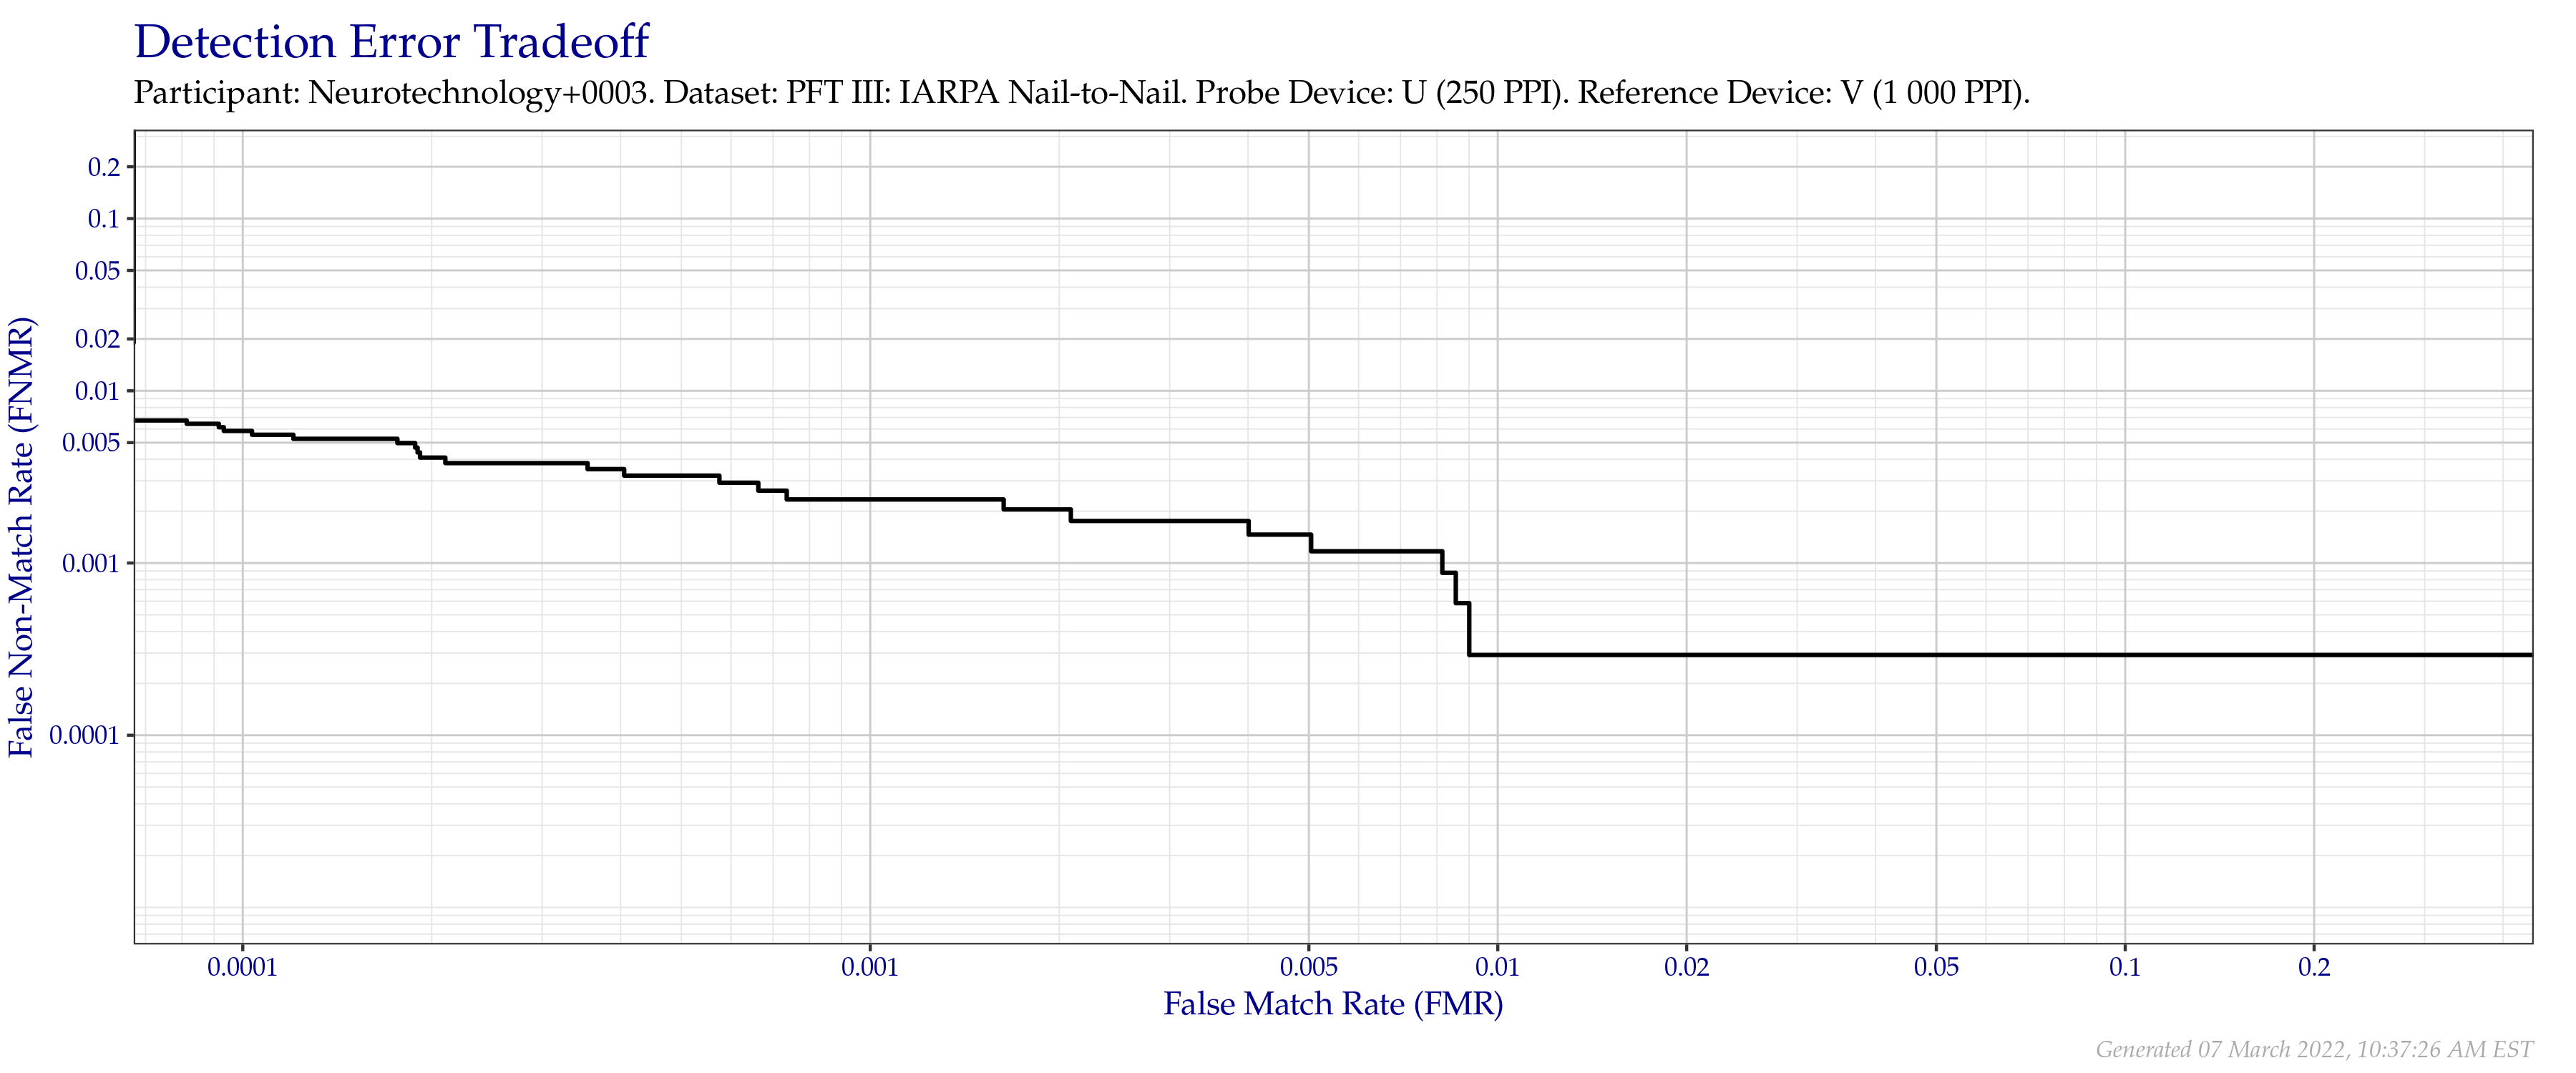 Detection Error Tradeoff
Participant: Neurotechnology+0003. Dataset: PFT III: IARPA Nail-to-Nail. Probe Device: U (250 PPI). Reference Device: V (1 000 PPI).
False Non-Match Rate (FNMR)
0.2
0.1
0.05
0.02
0.01
0.005
0.001
0.0001
0.0001 0.001 0.005 0.01 0.02 0.05 0.1 0.2
False Match Rate (FMR)
Generated 07 March 2022, 10:37:26 AM EST